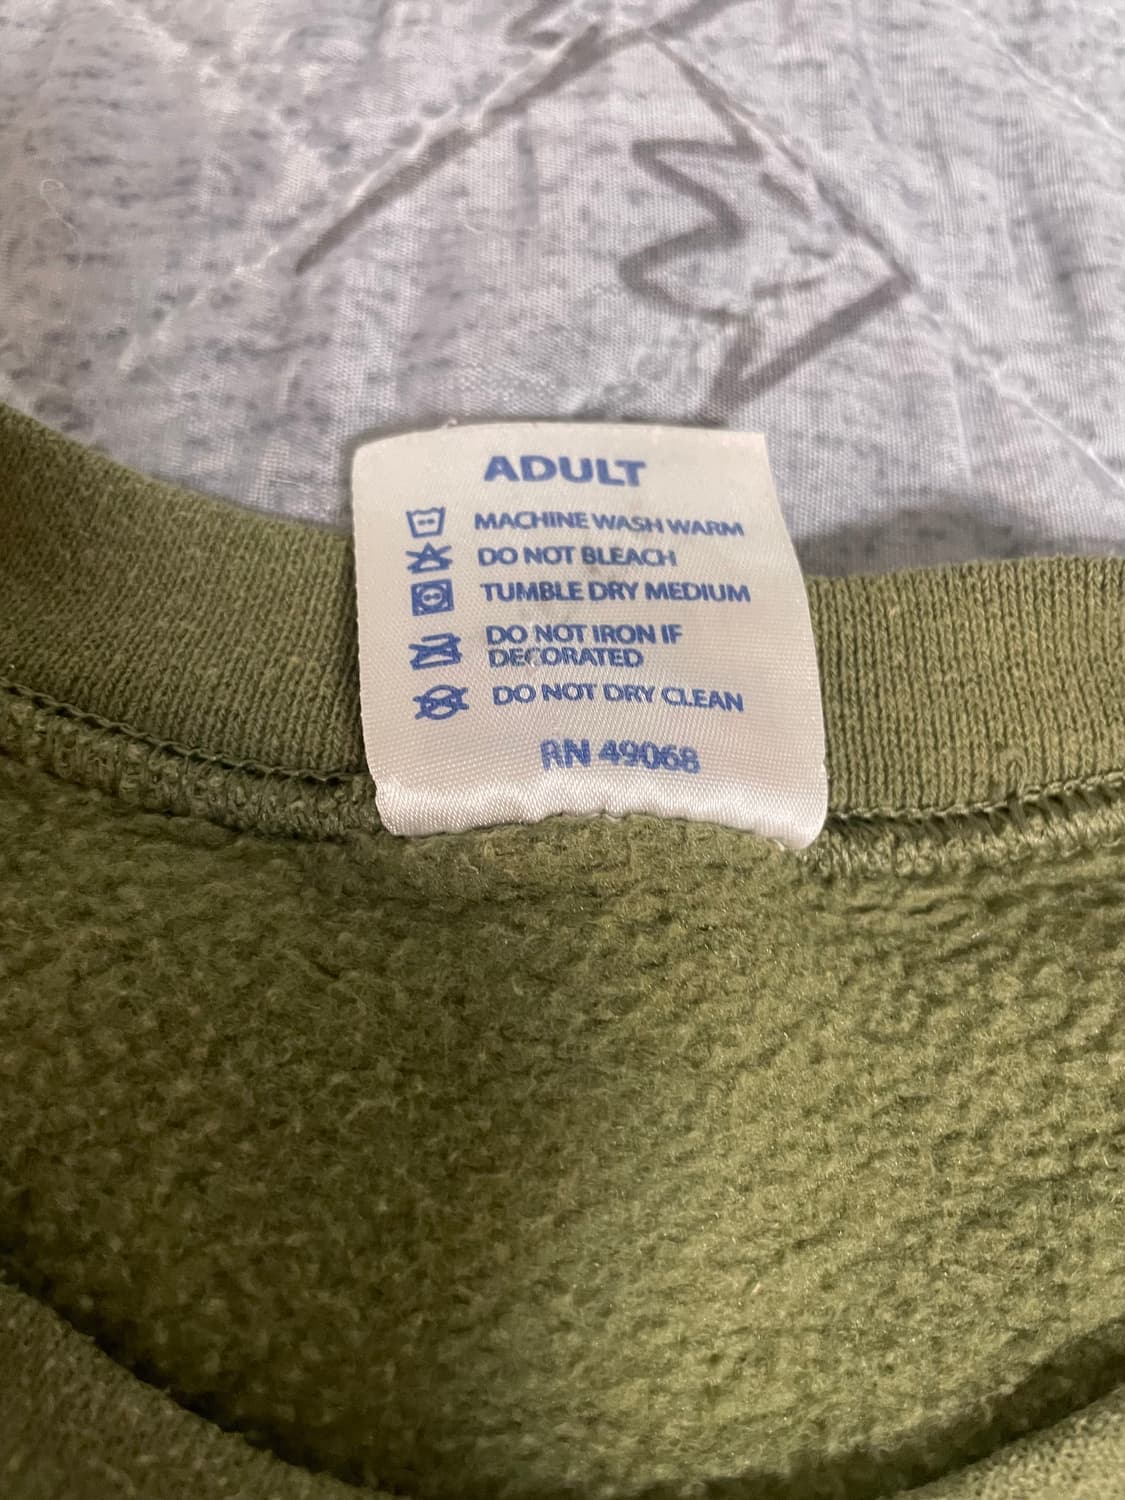 ADULT
MACHINE WASH WARM
DO NOT BLEACH
TUMBLE DRY MEDIUM
DO NOT IRON IF
DECORATED
DO NOT DRY CLEAN
RN 49068